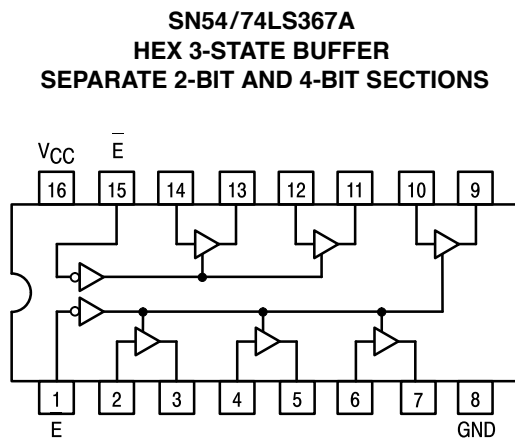 SN54/74LS367A
HEX 3-STATE BUFFER
SEPARATE 2-BIT AND 4-BIT SECTIONS
VCC E
16 15 14 13 12 11 10 9
1 2 3 4 5 6 7 8
E GND